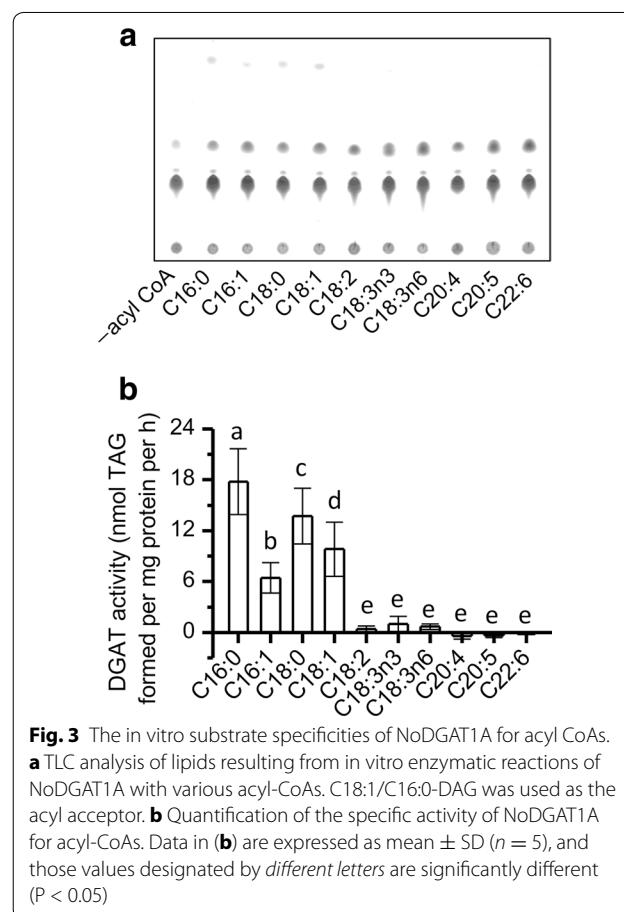 a
–acyl CoA
C16:0
C16:1
C18:0
C18:1
C18:2
C18:3n3
C18:3n6
C20:4
C20:5
C22:6
b
DGAT activity (nmol TAG
formed per mg protein per h)
24
18
12
6
0
a
b
c
d
e
e
e
e
e
e
C16:0
C16:1
C18:0
C18:1
C18:2
C18:3n3
C18:3n6
C20:4
C20:5
C22:6
Fig. 3 The in vitro substrate specificities of NoDGAT1A for acyl CoAs.
a TLC analysis of lipids resulting from in vitro enzymatic reactions of
NoDGAT1A with various acyl-CoAs. C18:1/C16:0-DAG was used as the
acyl acceptor. b Quantification of the specific activity of NoDGAT1A
for acyl-CoAs. Data in (b) are expressed as mean ± SD (n = 5), and
those values designated by different letters are significantly different
(P < 0.05)